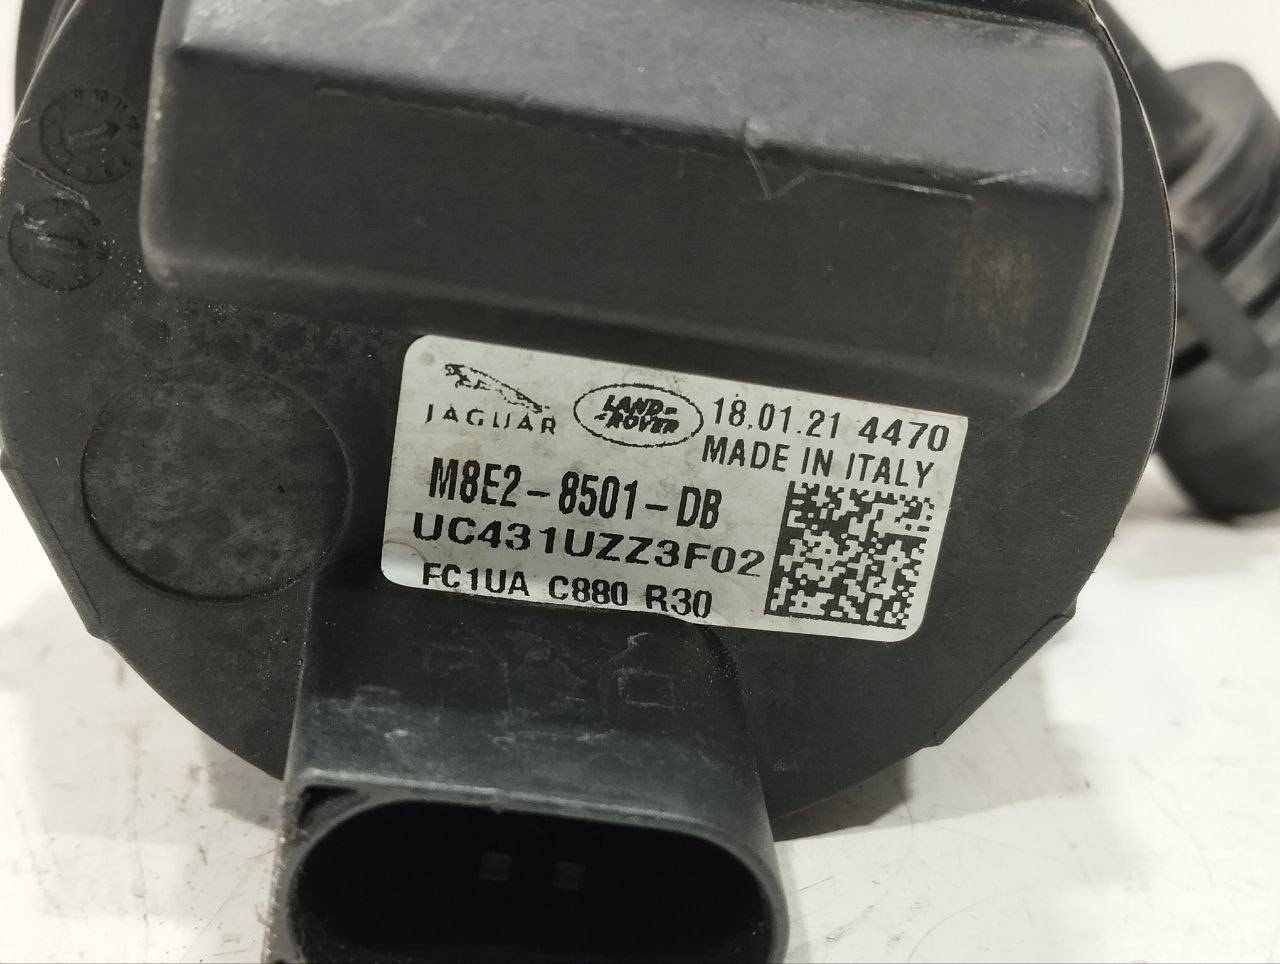 JAGUAR
LAND-
-ROVER
18.01.21 4470
MADE IN ITALY
M8E2-8501-DB
UC431UZZ3F02
FC1UA C880 R30